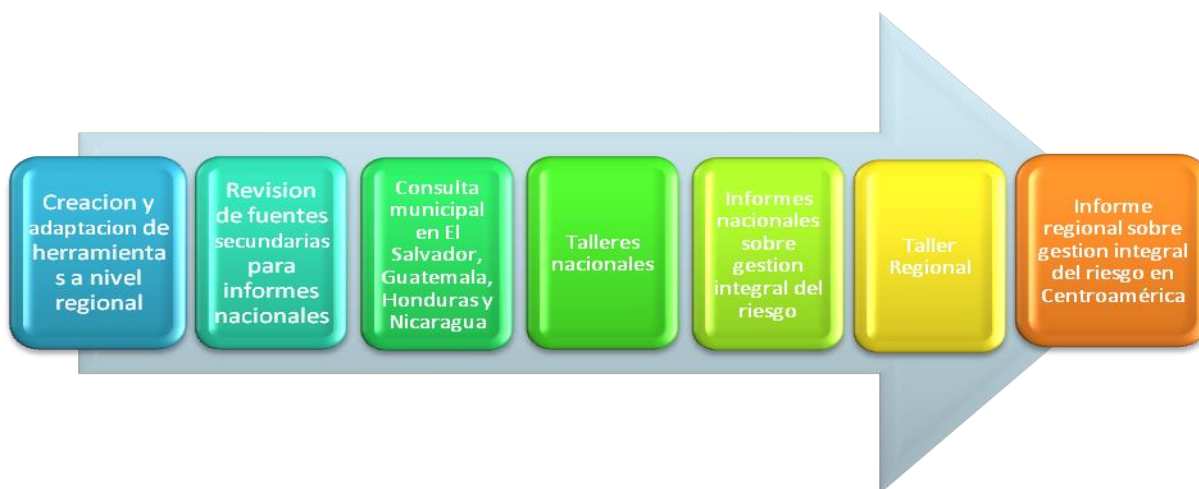 Creacion y
adaptacion de
herramienta
s a nivel
regional
Revision
de fuentes
secundarias
para
informes
nacionales
Consulta
municipal
en El
Salvador,
Guatemala,
Honduras y
Nicaragua
Talleres
nacionales
Informes
nacionales
sobre
gestion
integral del
riesgo
Taller
Regional
Informe
regional sobre
gestion integral
del riesgo en
Centroamérica